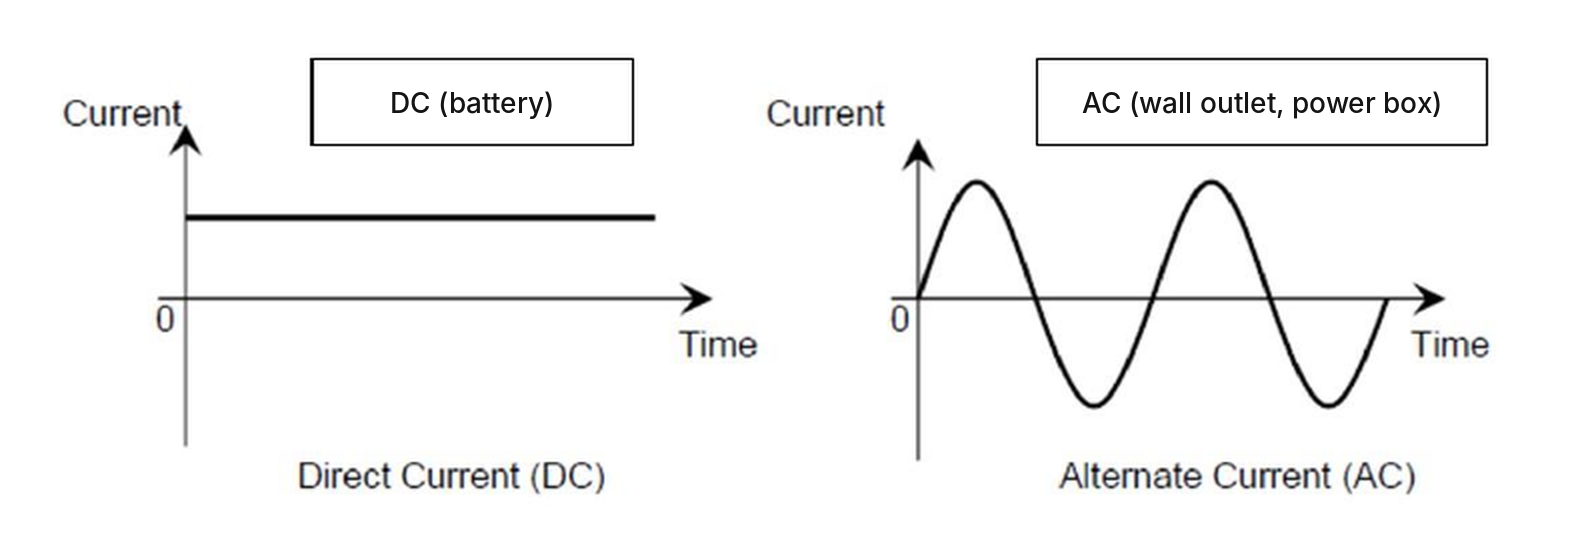 DC (battery)
Current
0
Time
Direct Current (DC)
AC (wall outlet, power box)
Current
0
Time
Alternate Current (AC)